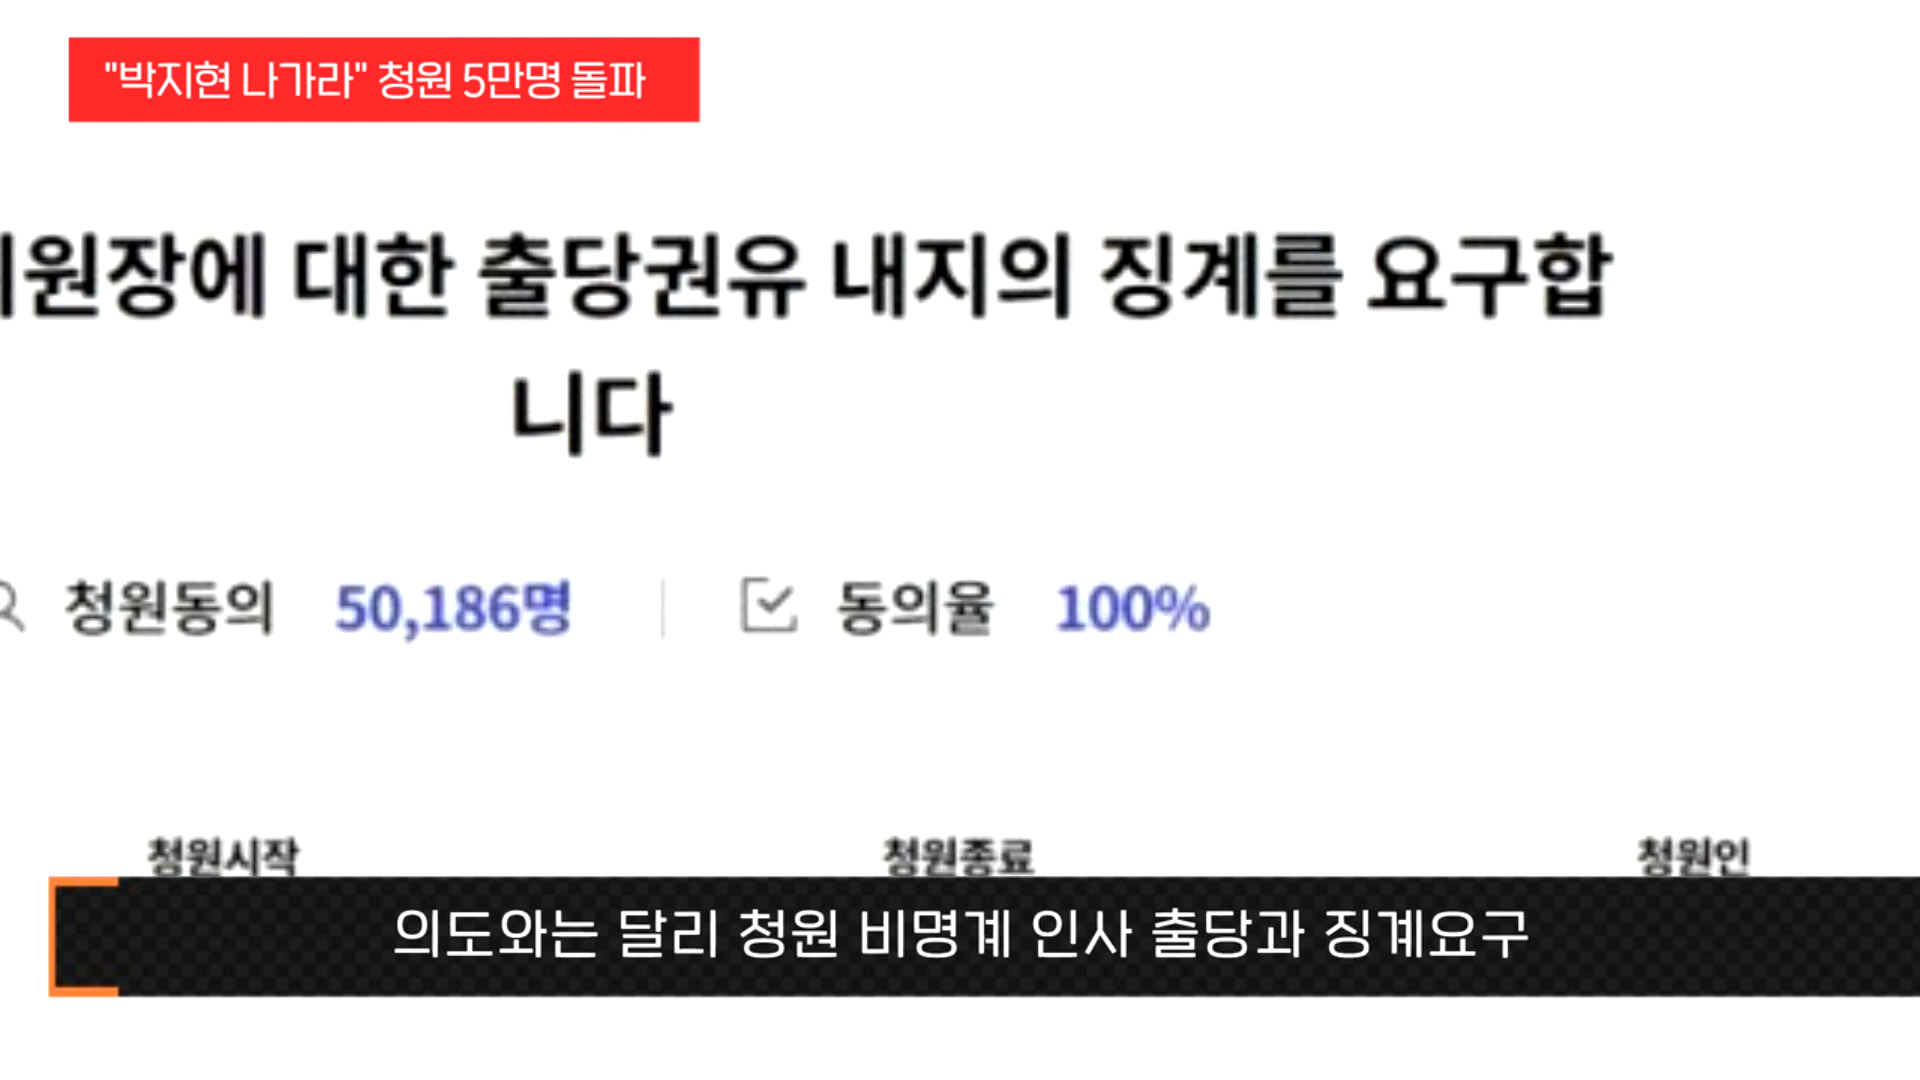 "박지현 나가라" 청원 5만명 돌파
위원장에 대한 출당권유 내지의 징계를 요구합
니다
청원동의 50,186명 동의율 100%
청원시작 청원종료 청원인
의도와는 달리 청원 비명계 인사 출당과 징계요구